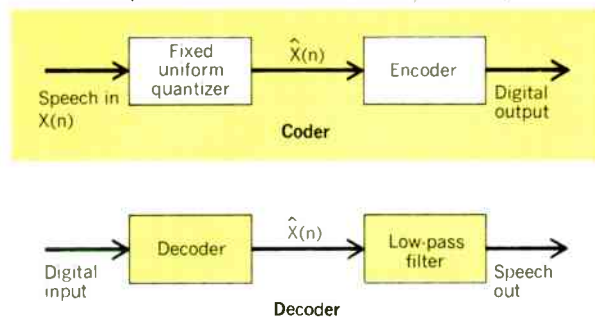 Fixed
uniform
quantizer
X̂(n)
Encoder
Speech in
X(n)
Digital
output
Coder
Decoder
X̂(n)
Low-pass
filter
Digital
input
Speech
out
Decoder